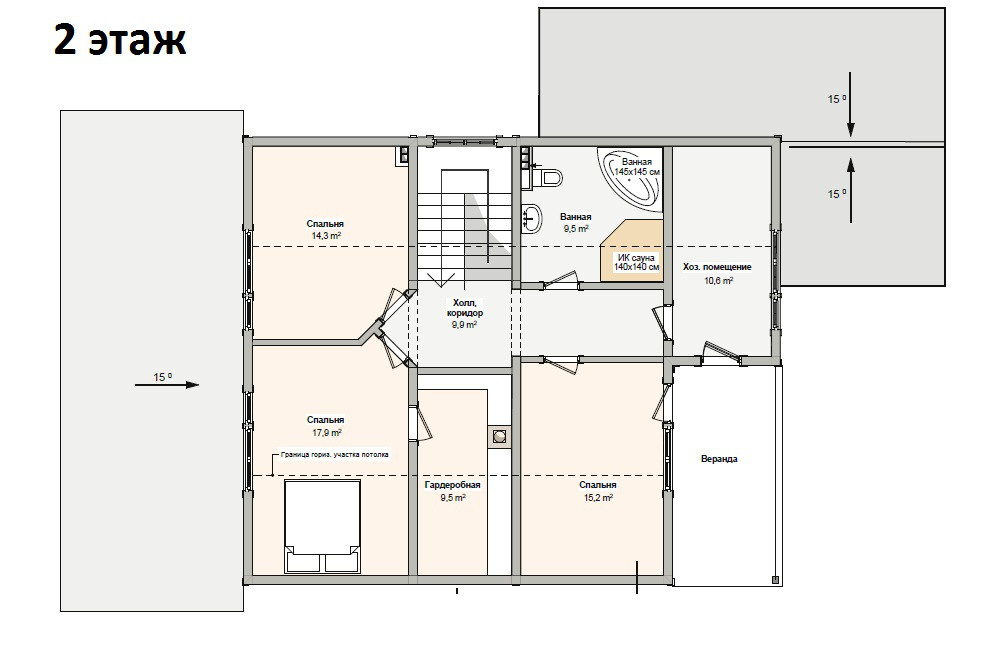 2 этаж
15 º
15 º
Ванная
145х145 см
Спальня
14,3 m²
Ванная
9,5 m²
ИК сауна
140х140 см
Хоз. помещение
10,6 m²
Холл,
коридор
9,9 m²
15 º
Спальня
17,9 m²
Граница гориз. участка потолка
Веранда
Гардеробная
9,5 m²
Спальня
15,2 m²